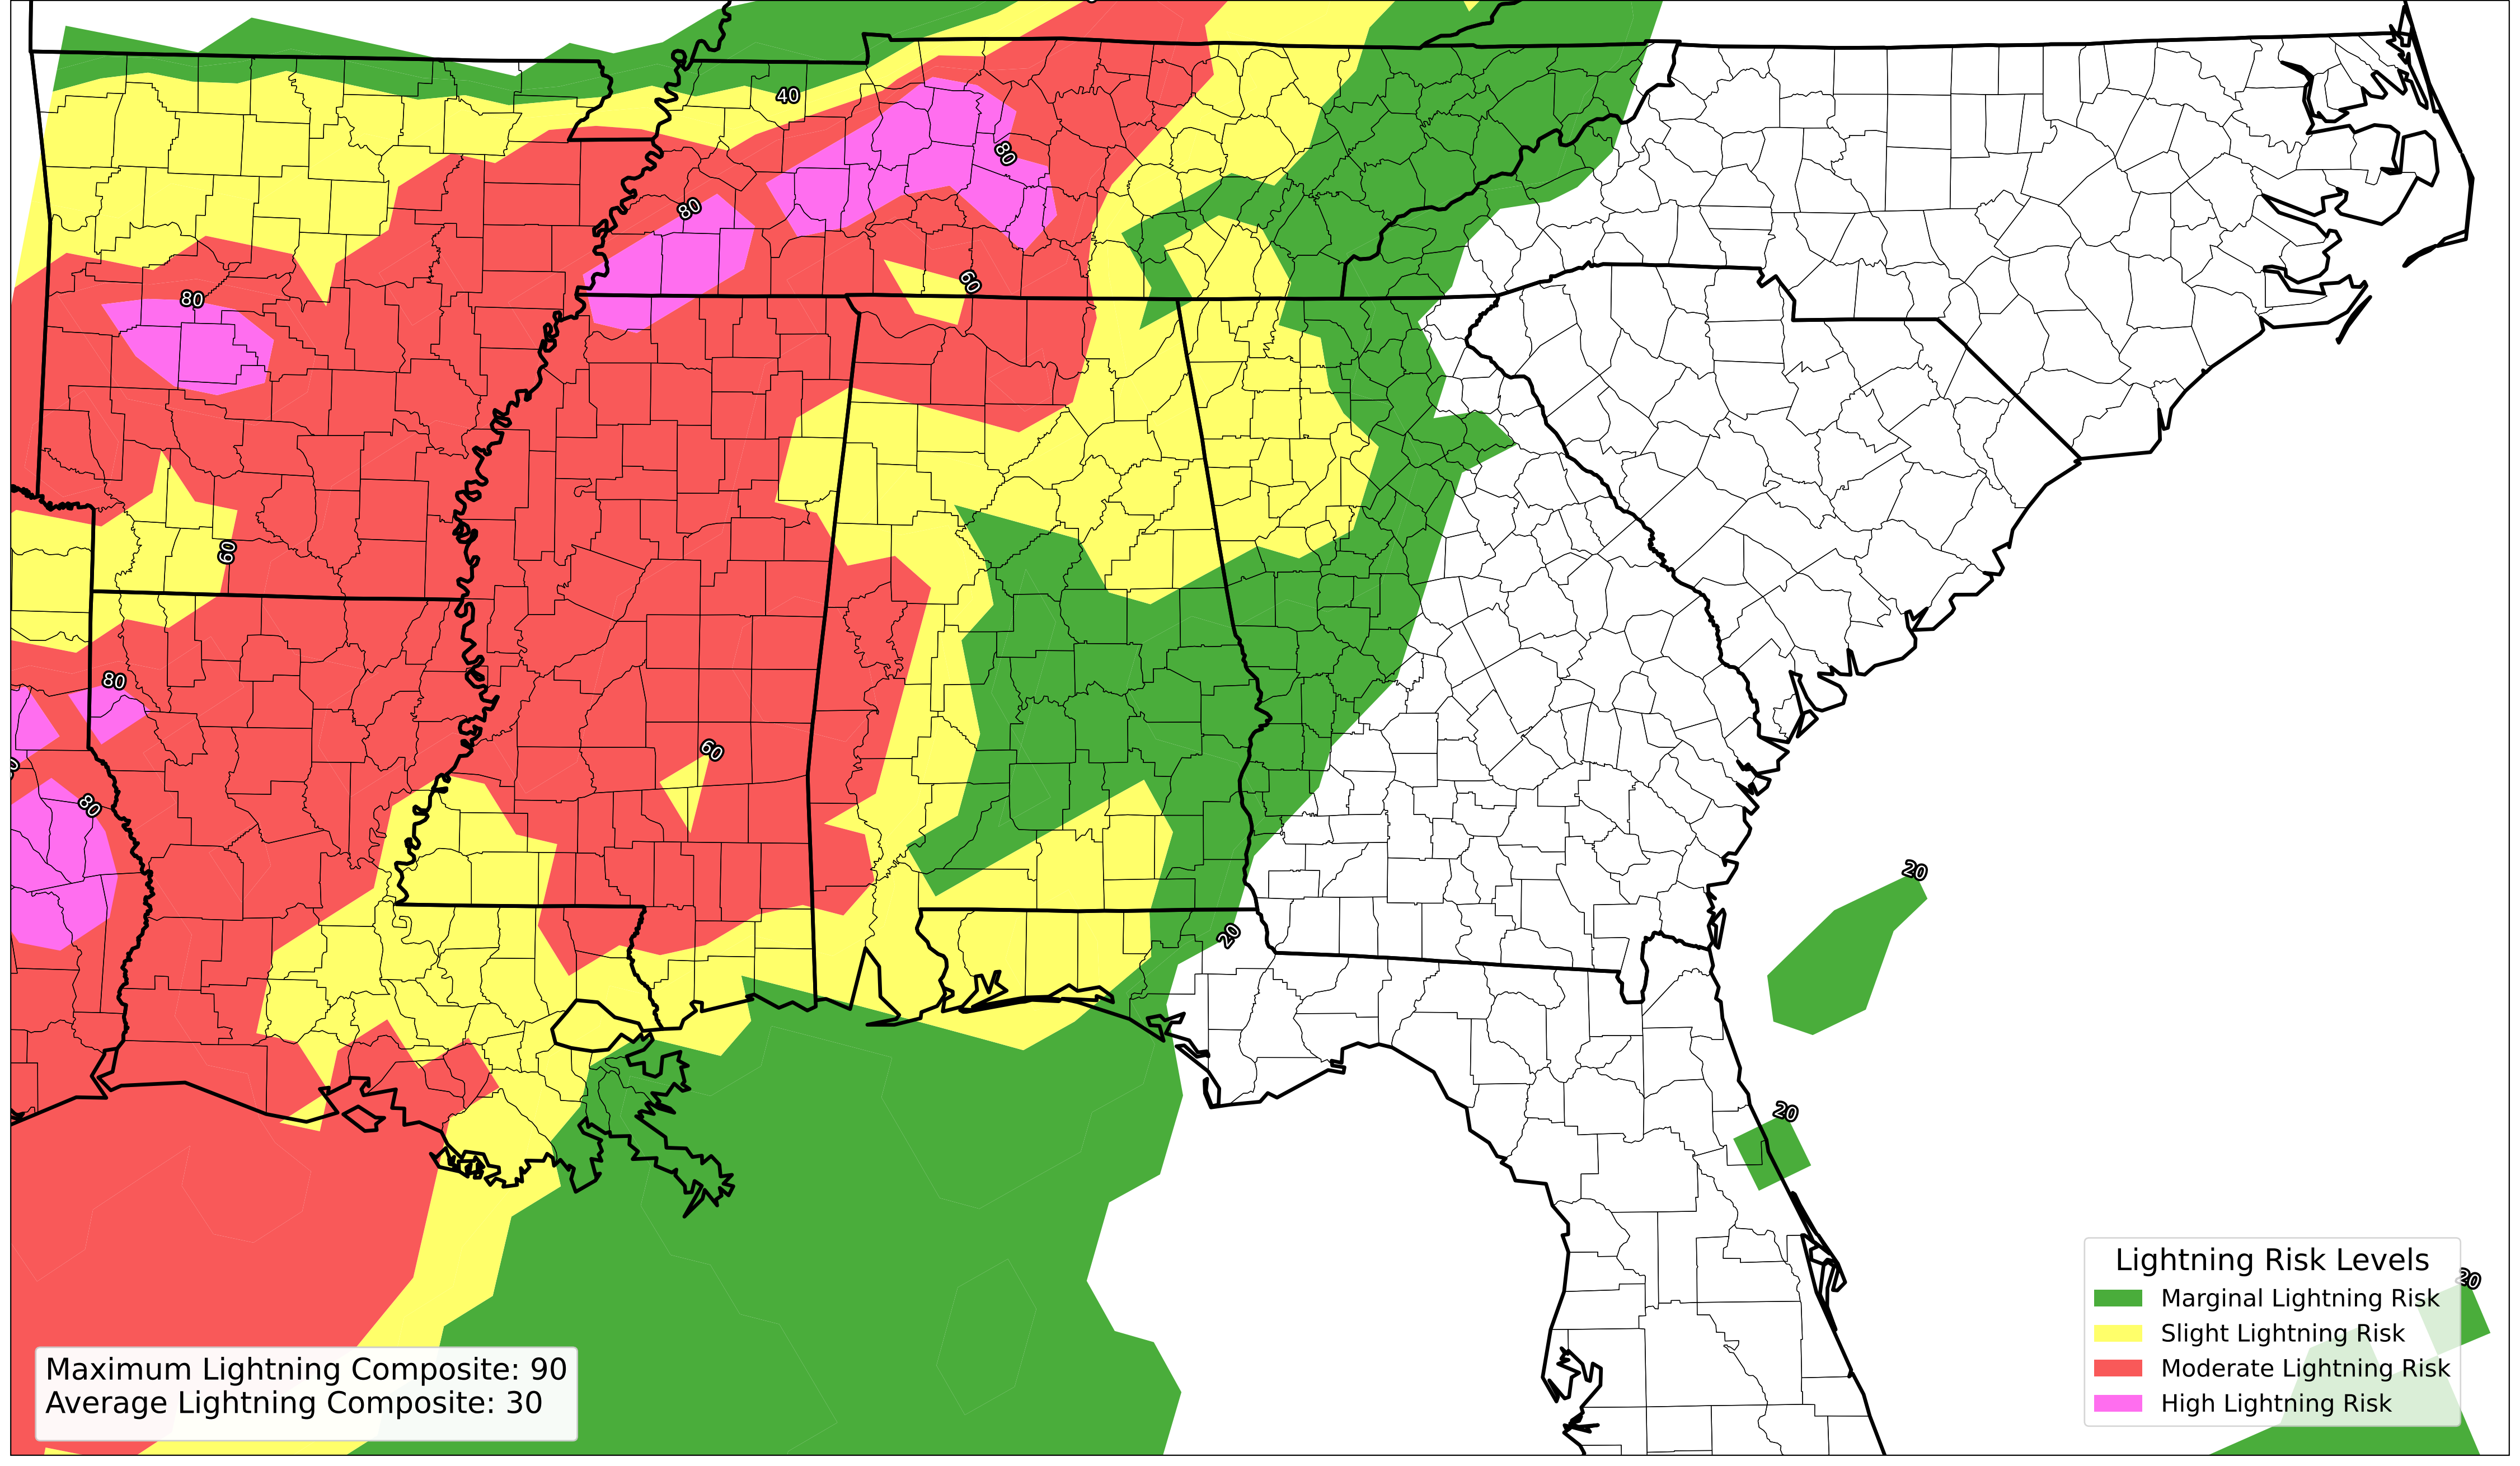 40
80
80
60
80
60
80
60
80
20
20
20
20
Lightning Risk Levels
Marginal Lightning Risk
Slight Lightning Risk
Moderate Lightning Risk
High Lightning Risk
Maximum Lightning Composite: 90
Average Lightning Composite: 30